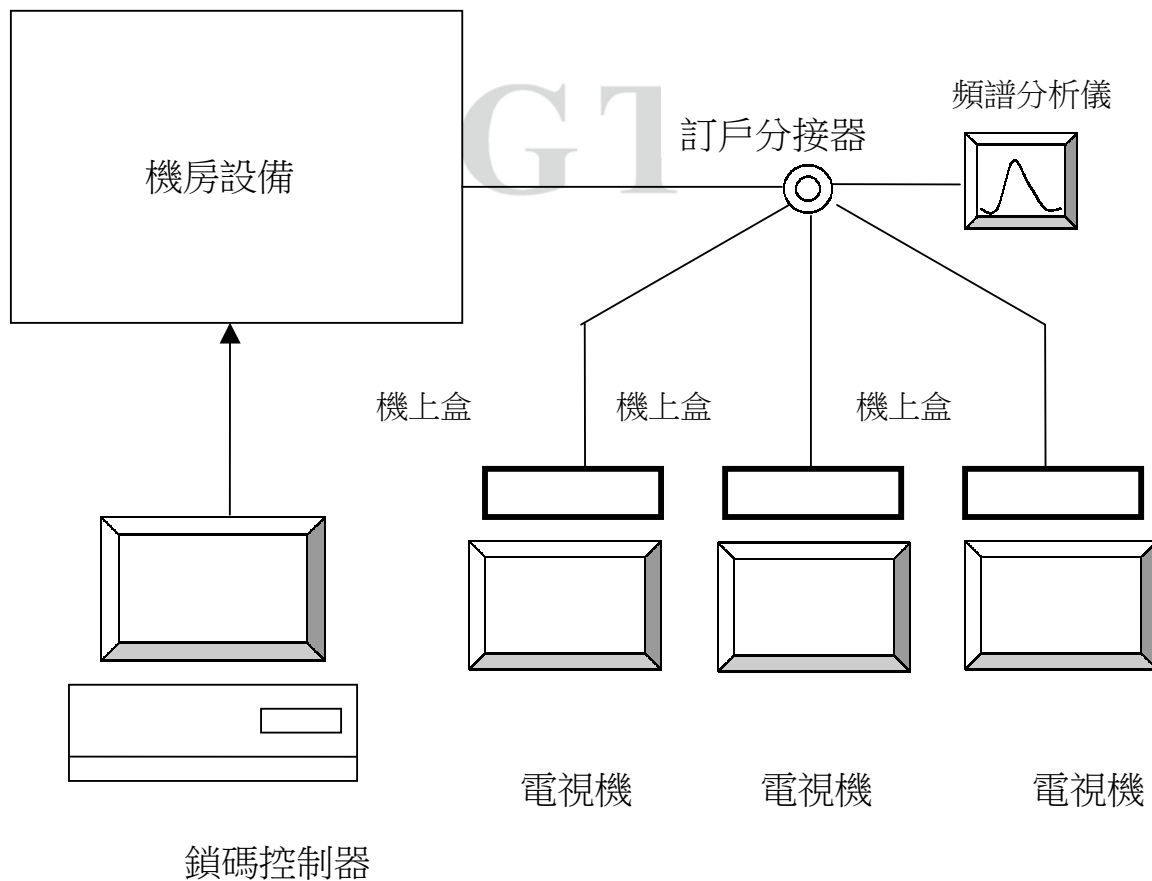 GT
頻譜分析儀
訂戶分接器
機房設備
機上盒 機上盒 機上盒
電視機 電視機 電視機
鎖碼控制器